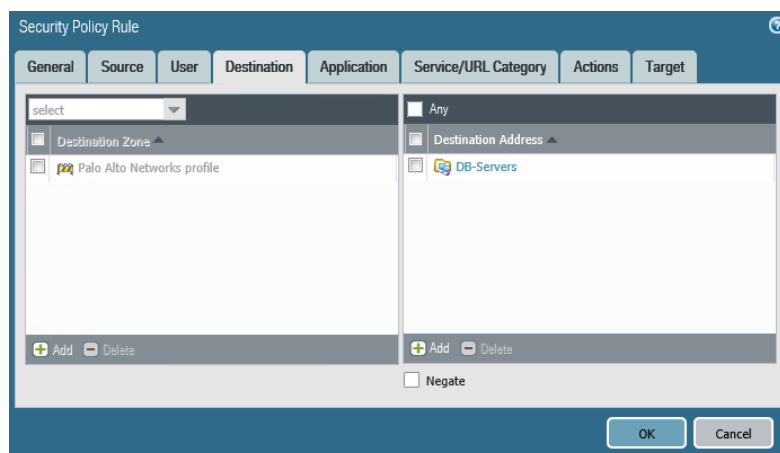 Security Policy Rule
General Source User Destination Application Service/URL Category Actions Target
select
Destination Zone
Palo Alto Networks profile
Add Delete
Any
Destination Address
DB-Servers
Add Delete
Negate
OK Cancel